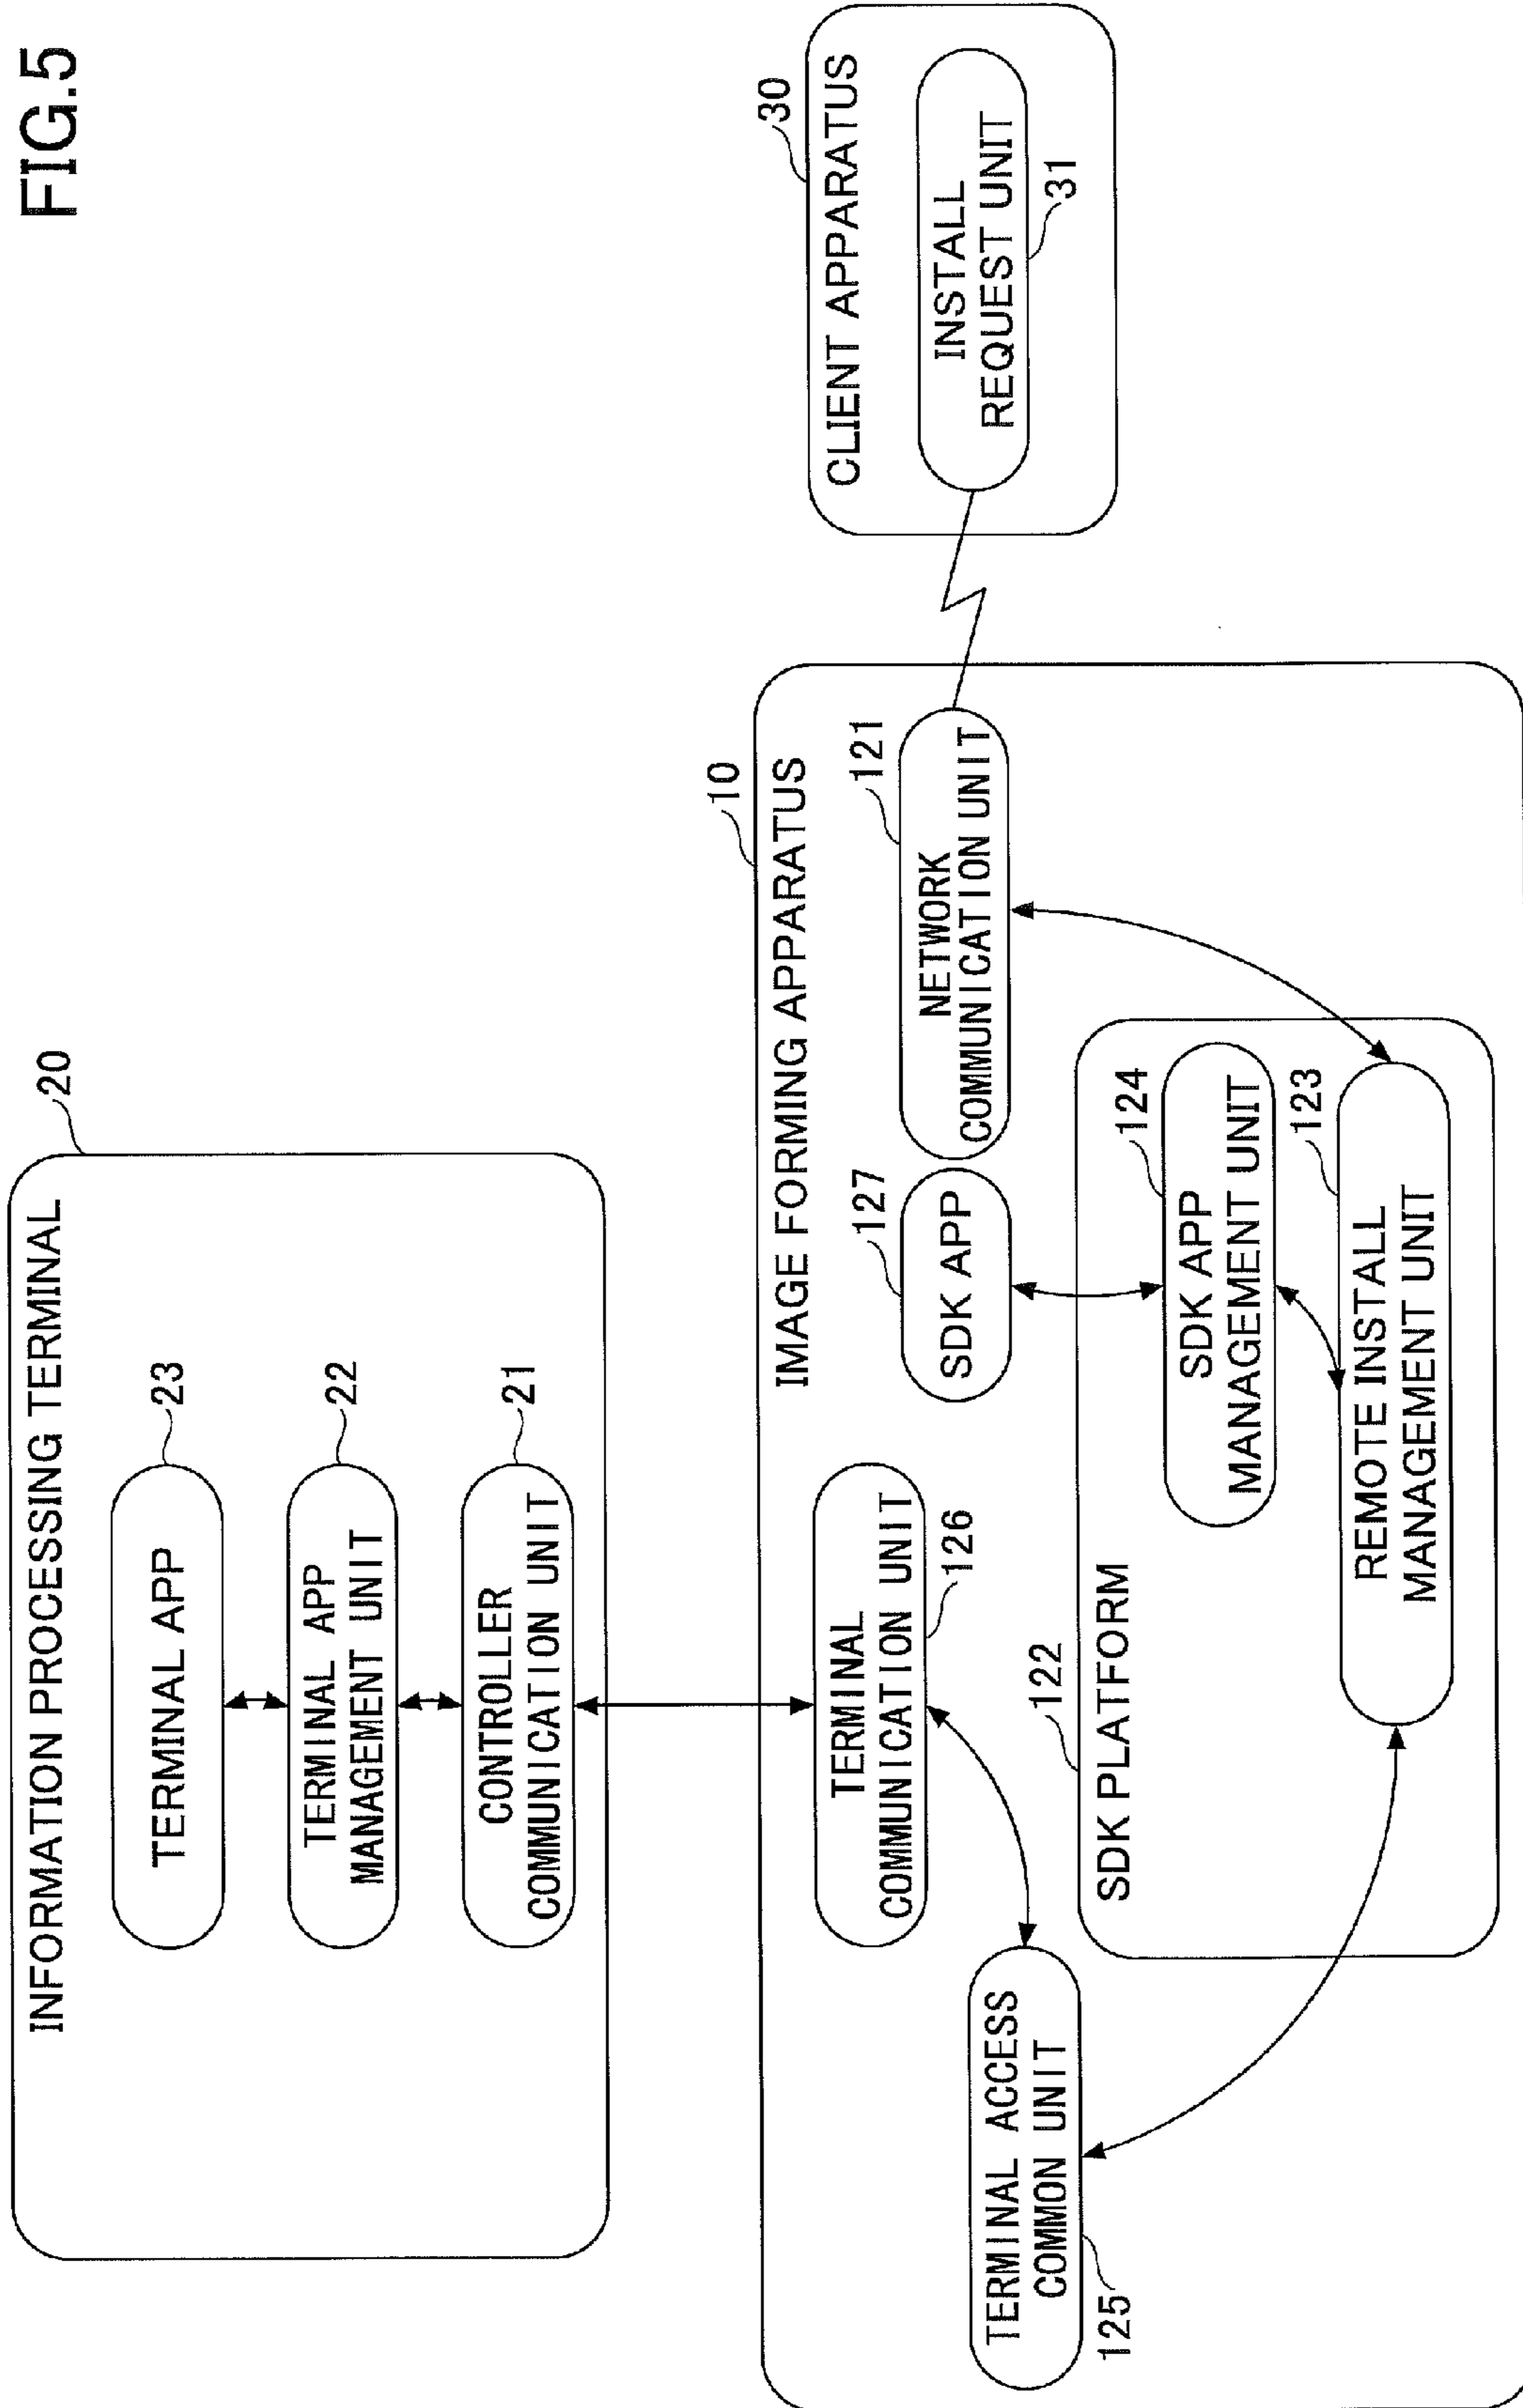 FIG.5
INFORMATION PROCESSING TERMINAL
20
TERMINAL APP
23
TERMINAL APP
MANAGEMENT UNIT
22
CONTROLLER
COMMUNICATION UNIT
21
10
IMAGE FORMING APPARATUS
TERMINAL
COMMUNICATION UNIT
126
SDK APP
127
NETWORK
COMMUNICATION UNIT
121
TERMINAL ACCESS
COMMON UNIT
125
SDK PLATFORM
122
SDK APP
MANAGEMENT UNIT
124
REMOTE INSTALL
MANAGEMENT UNIT
123
30
CLIENT APPARATUS
INSTALL
REQUEST UNIT
31